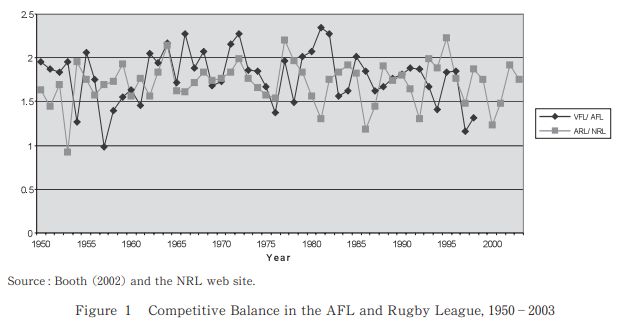 2.5
2
1.5
1
0.5
0
1950 1955 1960 1965 1970 1975 1980 1985 1990 1995 2000
Year
VFL/ AFL
ARL/ NRL
Source: Booth (2002) and the NRL web site.
Figure 1 Competitive Balance in the AFL and Rugby League, 1950－2003